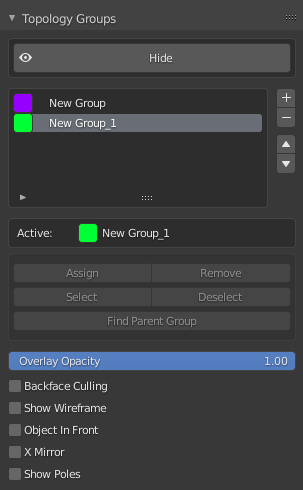 Topology Groups
Hide
New Group
New Group_1
Active: New Group_1
Assign Remove
Select Deselect
Find Parent Group
Overlay Opacity 1.00
Backface Culling
Show Wireframe
Object In Front
X Mirror
Show Poles